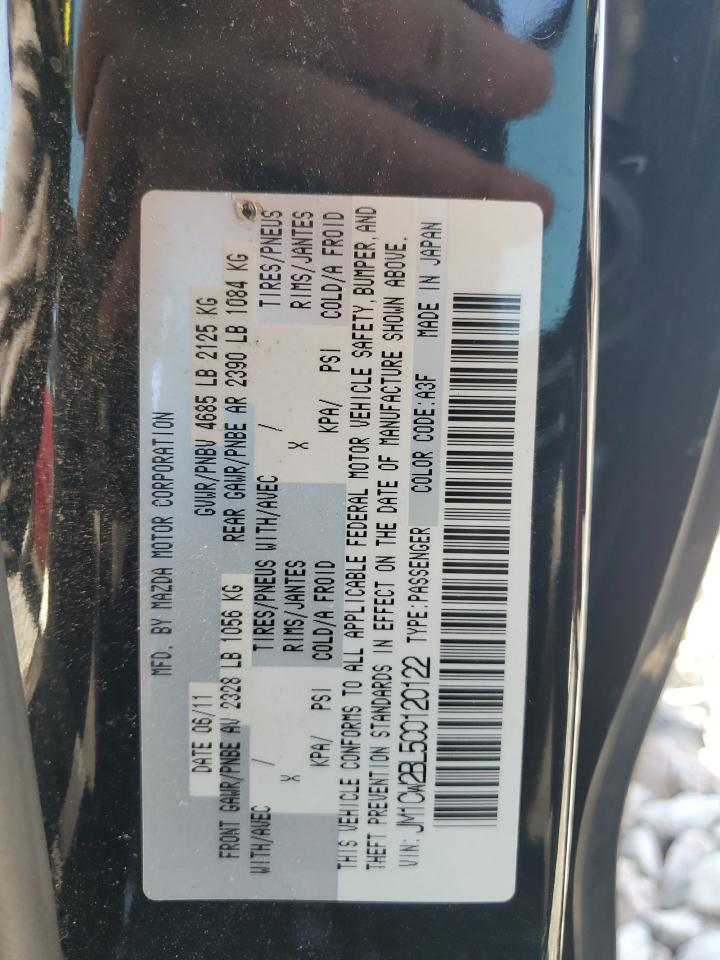 MFD. BY MAZDA MOTOR CORPORATION
DATE 06/11 GVWR/PNBV 4685 LB 2125 KG
FRONT GAWR/PNBE AV 2328 LB 1056 KG REAR GAWR/PNBE AR 2390 LB 1084 KG
WITH/AVEC / TIRES/PNEUS WITH/AVEC / TIRES/PNEUS
X RIMS/JANTES X RIMS/JANTES
KPA/ PSI COLD/A FROID KPA/ PSI COLD/A FROID
THIS VEHICLE CONFORMS TO ALL APPLICABLE FEDERAL MOTOR VEHICLE SAFETY, BUMPER, AND
THEFT PREVENTION STANDARDS IN EFFECT ON THE DATE OF MANUFACTURE SHOWN ABOVE.
VIN: JM1CW2BL5C0120122 TYPE:PASSENGER COLOR CODE:A3F MADE IN JAPAN